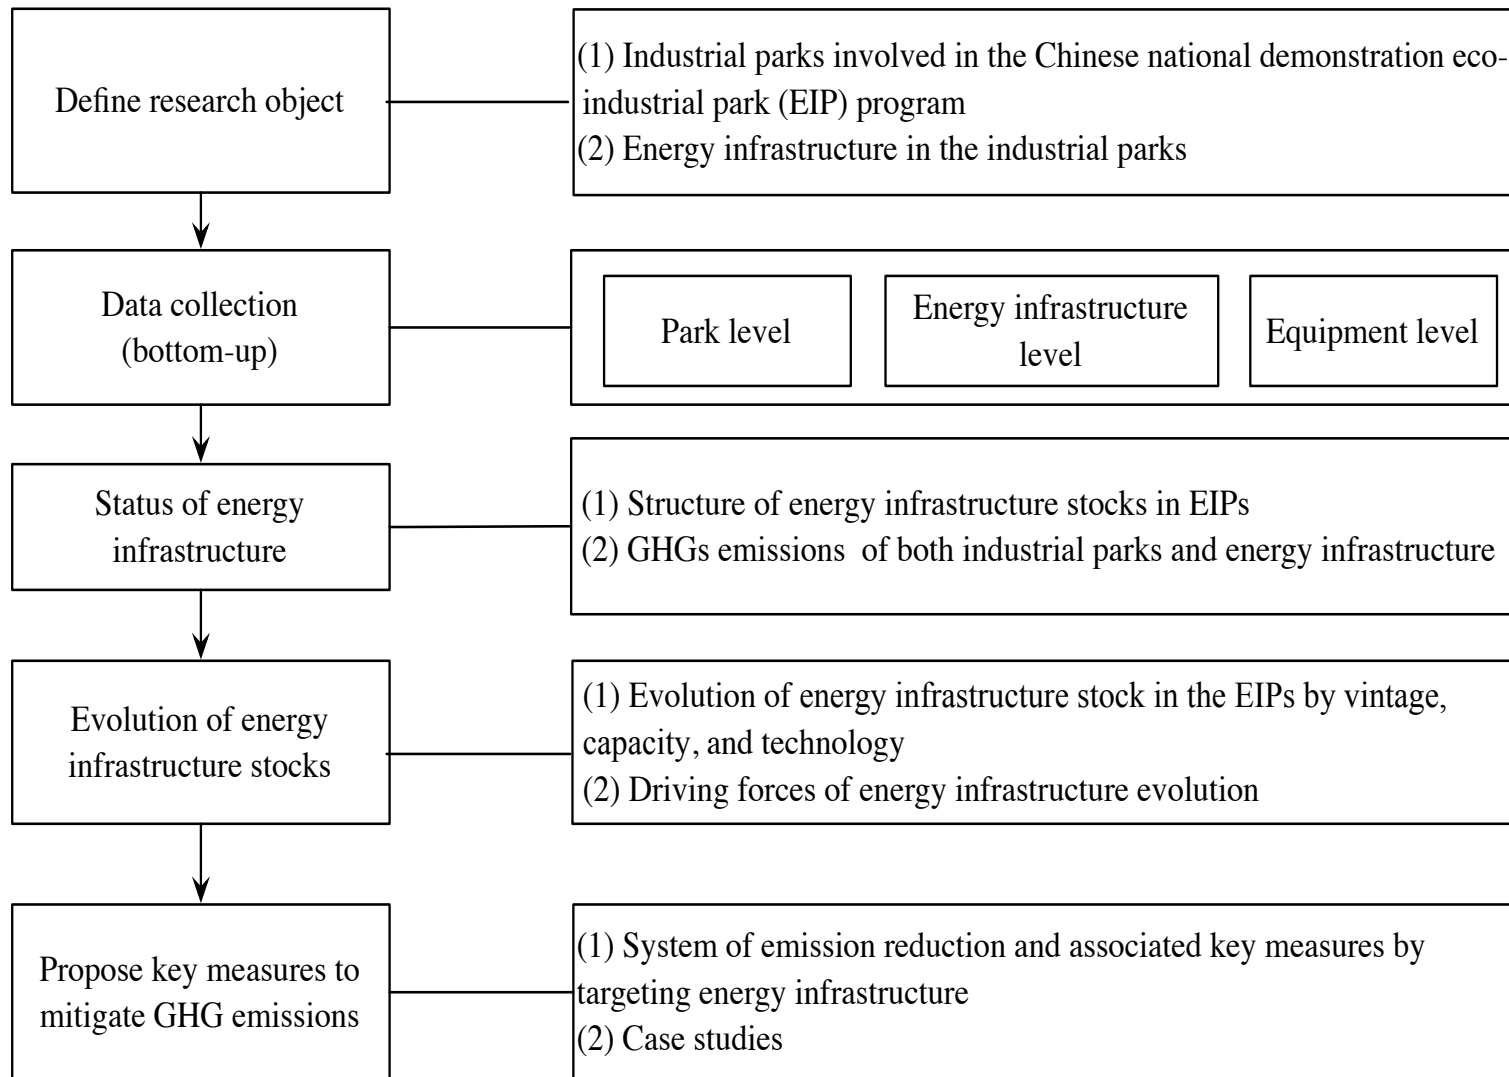 Define research object
(1) Industrial parks involved in the Chinese national demonstration eco-
industrial park (EIP) program
(2) Energy infrastructure in the industrial parks
Data collection
(bottom-up)
Park level
Energy infrastructure
level
Equipment level
Status of energy
infrastructure
(1) Structure of energy infrastructure stocks in EIPs
(2) GHGs emissions  of both industrial parks and energy infrastructure
Evolution of energy
infrastructure stocks
(1) Evolution of energy infrastructure stock in the EIPs by vintage,
capacity, and technology
(2) Driving forces of energy infrastructure evolution
Propose key measures to
mitigate GHG emissions
(1) System of emission reduction and associated key measures by
targeting energy infrastructure
(2) Case studies